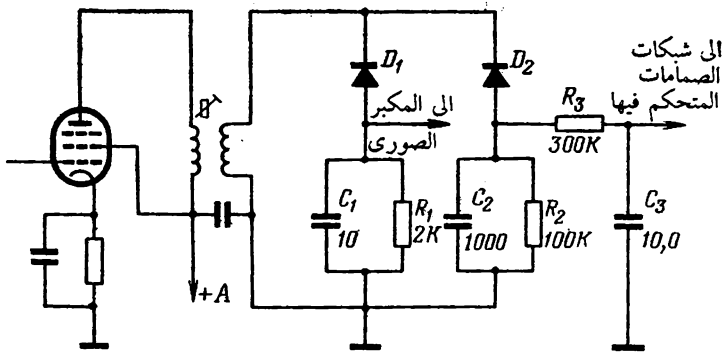 الى شبكات
الصمامات
المتحكم فيها
D₁
D₂
الى المكبر
الصورى
R₃
300K
C₁
10
R₁
2K
C₂
1000
R₂
100K
C₃
10,0
+A